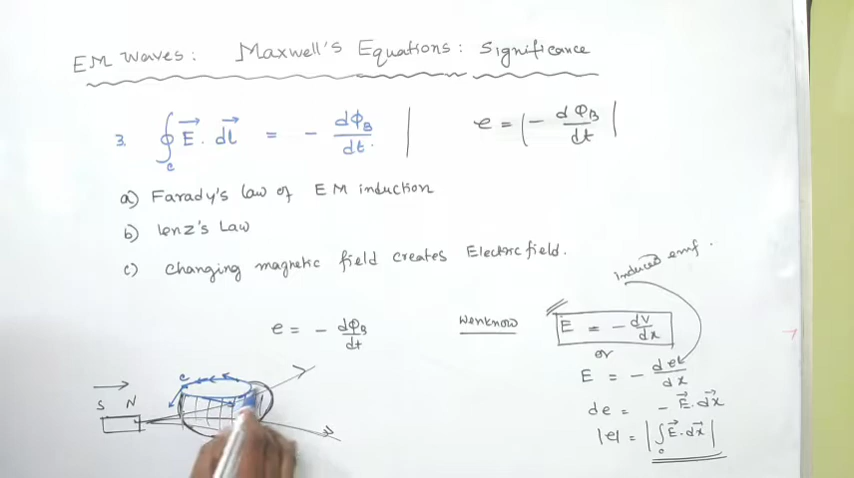 EM Waves: Maxwell's Equations: Significance
3. ∮c E⃗ . dl⃗ = - dϕB/dt. | e = |- dϕB/dt|
a) Farady's law of EM induction
b) lenz's Law
c) changing magnetic field creates Electric field.
induced emf.
e = - dϕB/dt
We know E = - dV/dx
or
E = - de/dx
de = - E⃗.dx⃗
|e| = |∫c E⃗.dx⃗|
c
S N